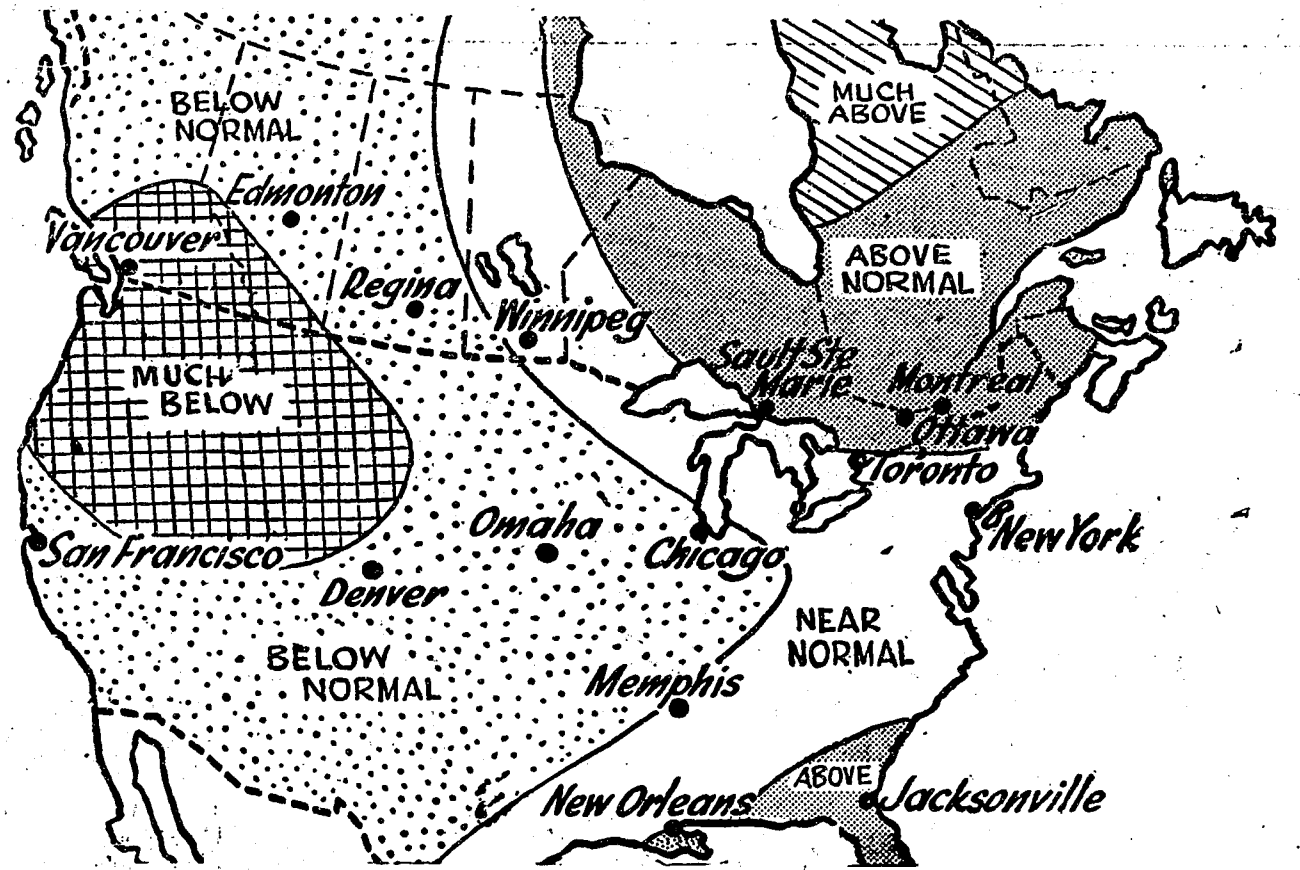 MUCH
ABOVE
BELOW
NORMAL
Edmonton
Vancouver
ABOVE
NORMAL
Regina
Winnipeg
Sault Ste
Marie
Montreal
MUCH
BELOW
Ottawa
Toronto
Omaha
New York
San Francisco
Chicago
Denver
NEAR
NORMAL
BELOW
NORMAL
Memphis
ABOVE
New Orleans
Jacksonville